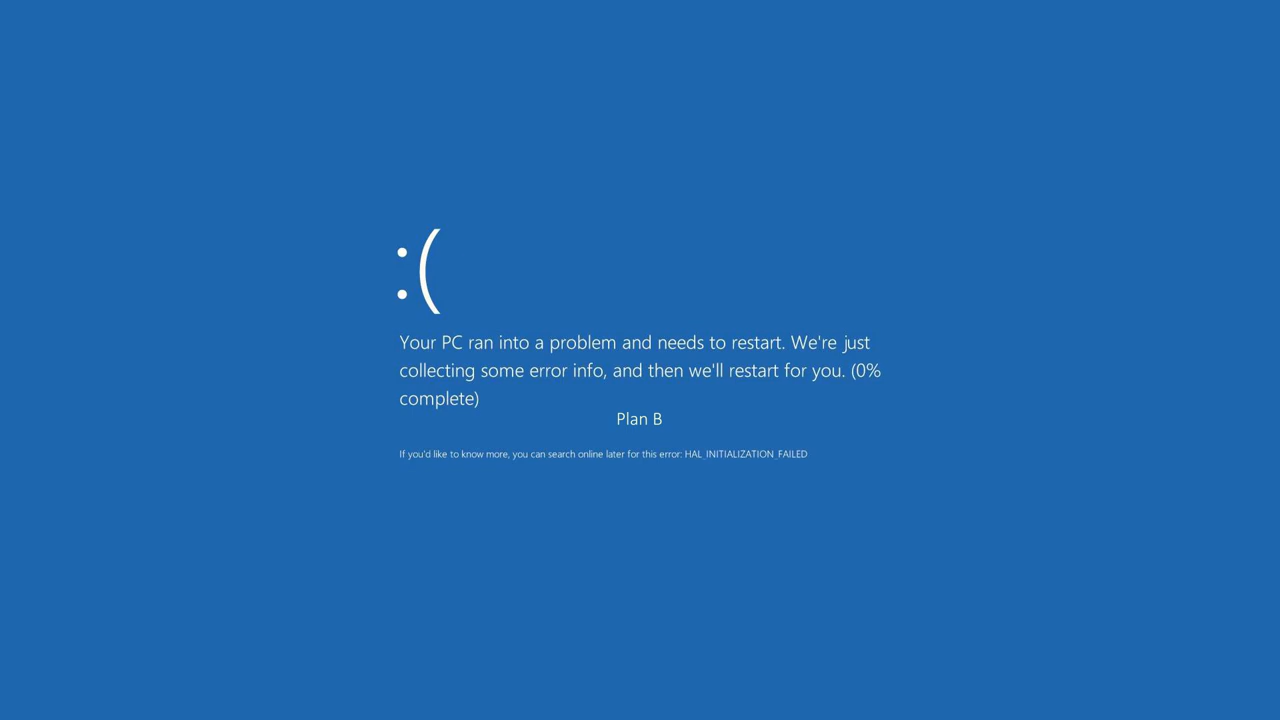 :(
Your PC ran into a problem and needs to restart. We're just
collecting some error info, and then we'll restart for you. (0%
complete)
Plan B
If you'd like to know more, you can search online later for this error: HAL_INITIALIZATION_FAILED